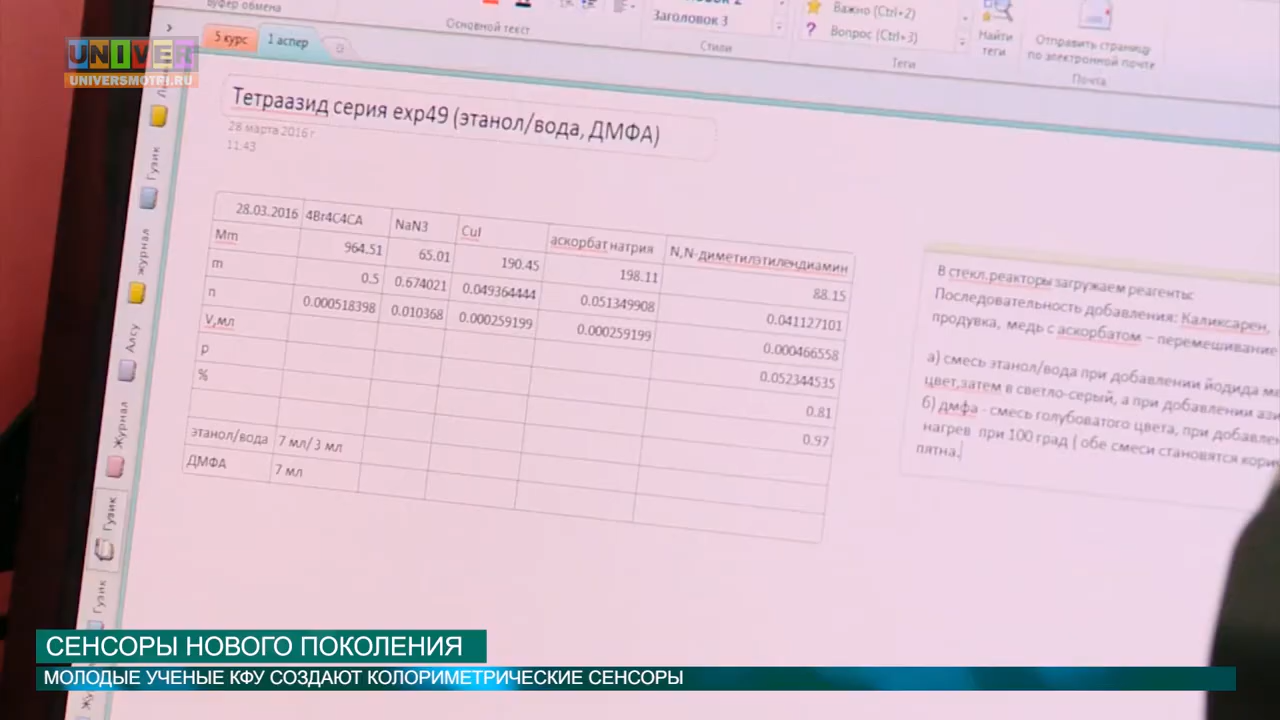 Буфер обмена
Основной текст
Заголовок 3
Стили
Важно (Ctrl+2)
Вопрос (Ctrl+3)
Теги
Найти
теги
Отправить страницу
по электронной почте
Почта
UNIVER
UNIVERSMOTRI.RU
5 курс
1 аспер
Тетраазид серия exp49 (этанол/вода, ДМФА)
28 марта 2016 г
11:43
28.03.2016 4Br4C4CA NaN3 CuI аскорбат натрия N,N-диметилэтилендиамин
Mm 964.51 65.01 190.45 198.11 88.15
m 0.5 0.674021 0.049364444 0.051349908 0.041127101
n 0.000518398 0.010368 0.000259199 0.000259199 0.000466558
V,мл 0.052344535
p 0.81
% 0.97
этанол/вода 7 мл/ 3 мл
ДМФА 7 мл
В стекл.реакторы загружаем реагенты:
Последовательность добавления: Каликсарен,
продувка, медь с аскорбатом – перемешивание
а) смесь этанол/вода при добавлении йодида
цвет,затем в светло-серый, а при добавлении
б) дмфа - смесь голубоватого цвета, при
нагрев при 100 град ( обе смеси становятся
пятна.
Гузик
журнал
Алсу
Журнал
Гузик
Гузик
СЕНСОРЫ НОВОГО ПОКОЛЕНИЯ
МОЛОДЫЕ УЧЕНЫЕ КФУ СОЗДАЮТ КОЛОРИМЕТРИЧЕСКИЕ СЕНСОРЫ